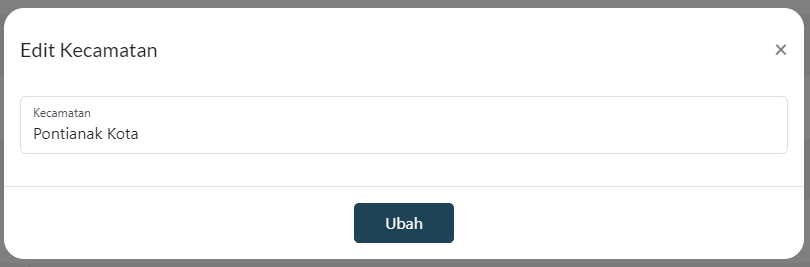 Edit Kecamatan
×
Kecamatan
Pontianak Kota
Ubah